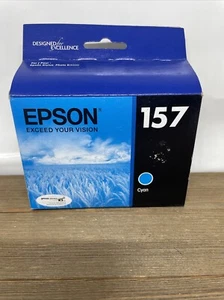 DESIGNED for
EXCELLENCE
EPSON
EXCEED YOUR VISION
157
Cyan